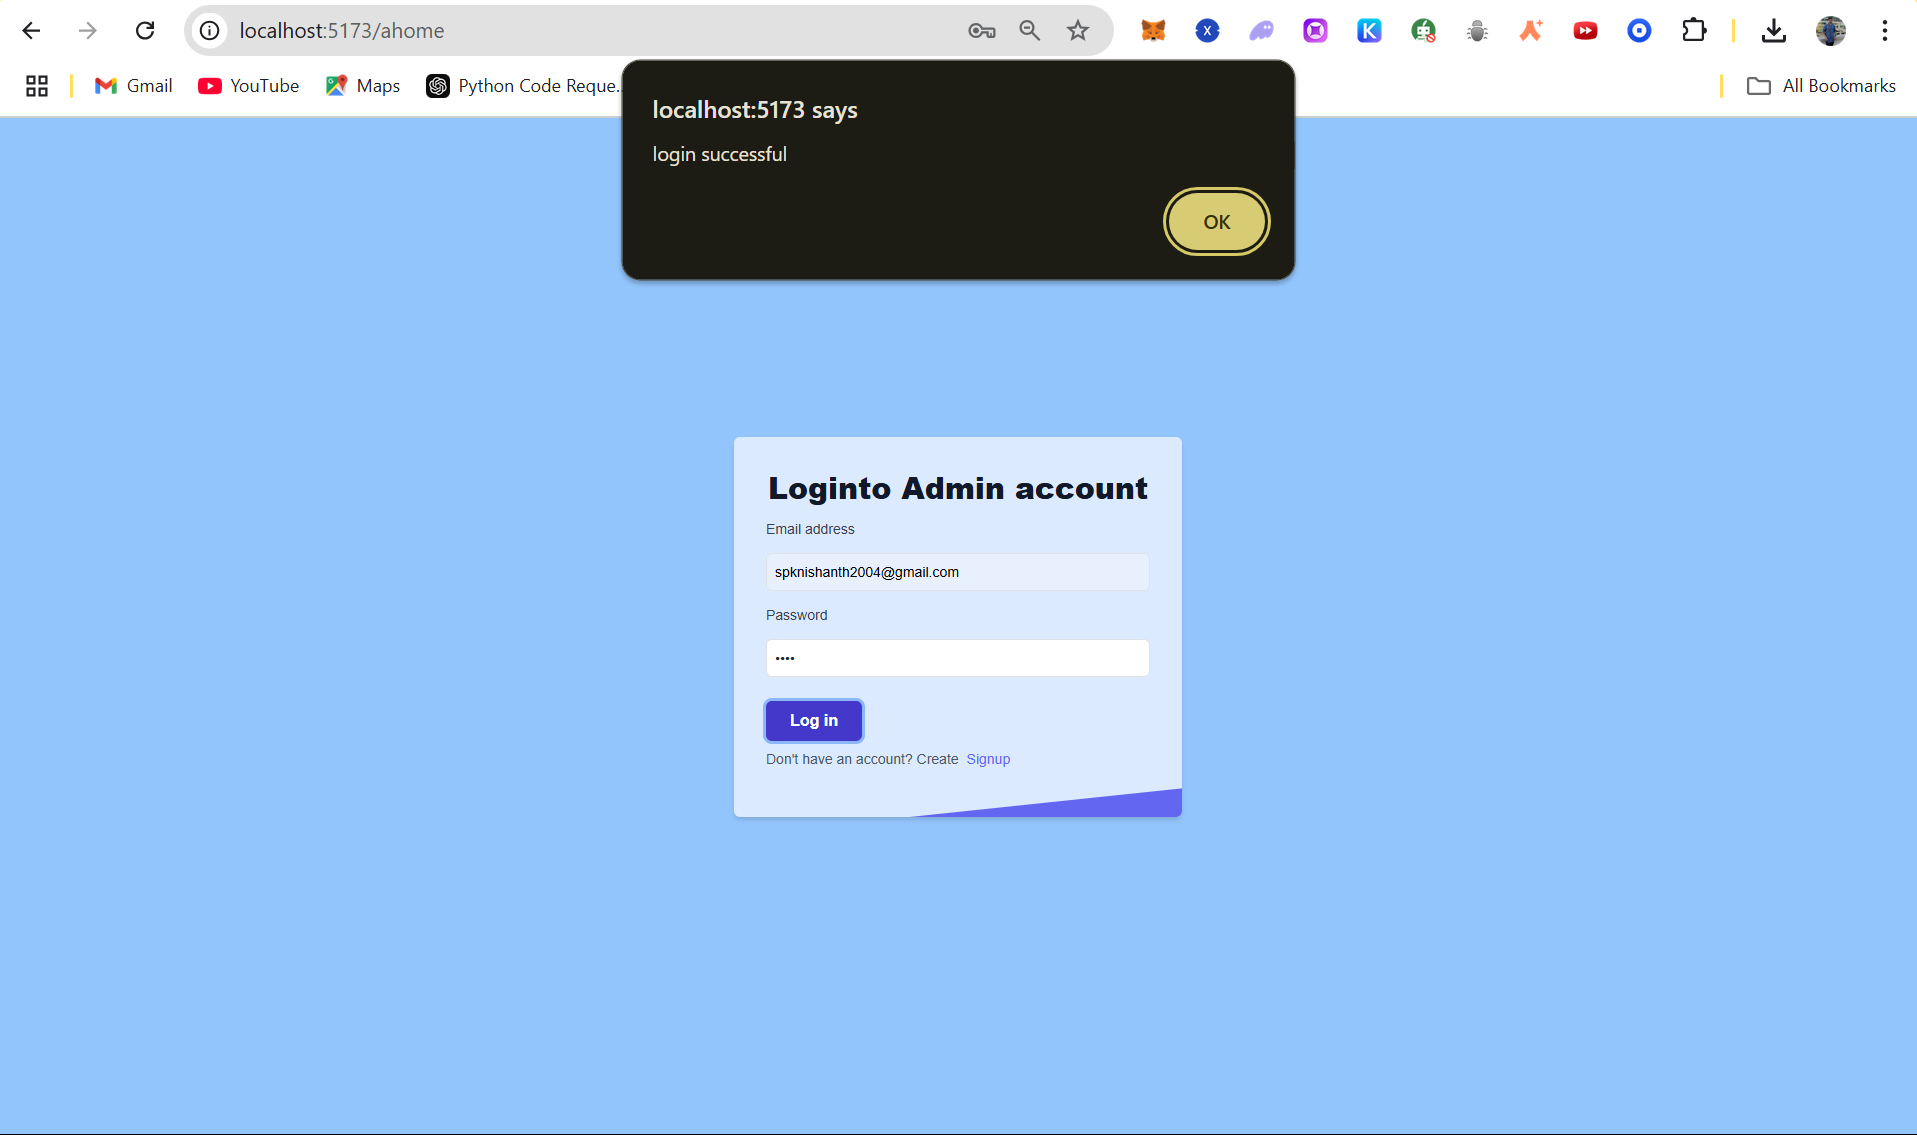 localhost:5173/ahome
Gmail
YouTube
Maps
Python Code Reque..
All Bookmarks
localhost:5173 says
login successful
OK
Loginto Admin account
Email address
spknishanth2004@gmail.com
Password
••••
Log in
Don't have an account? Create Signup